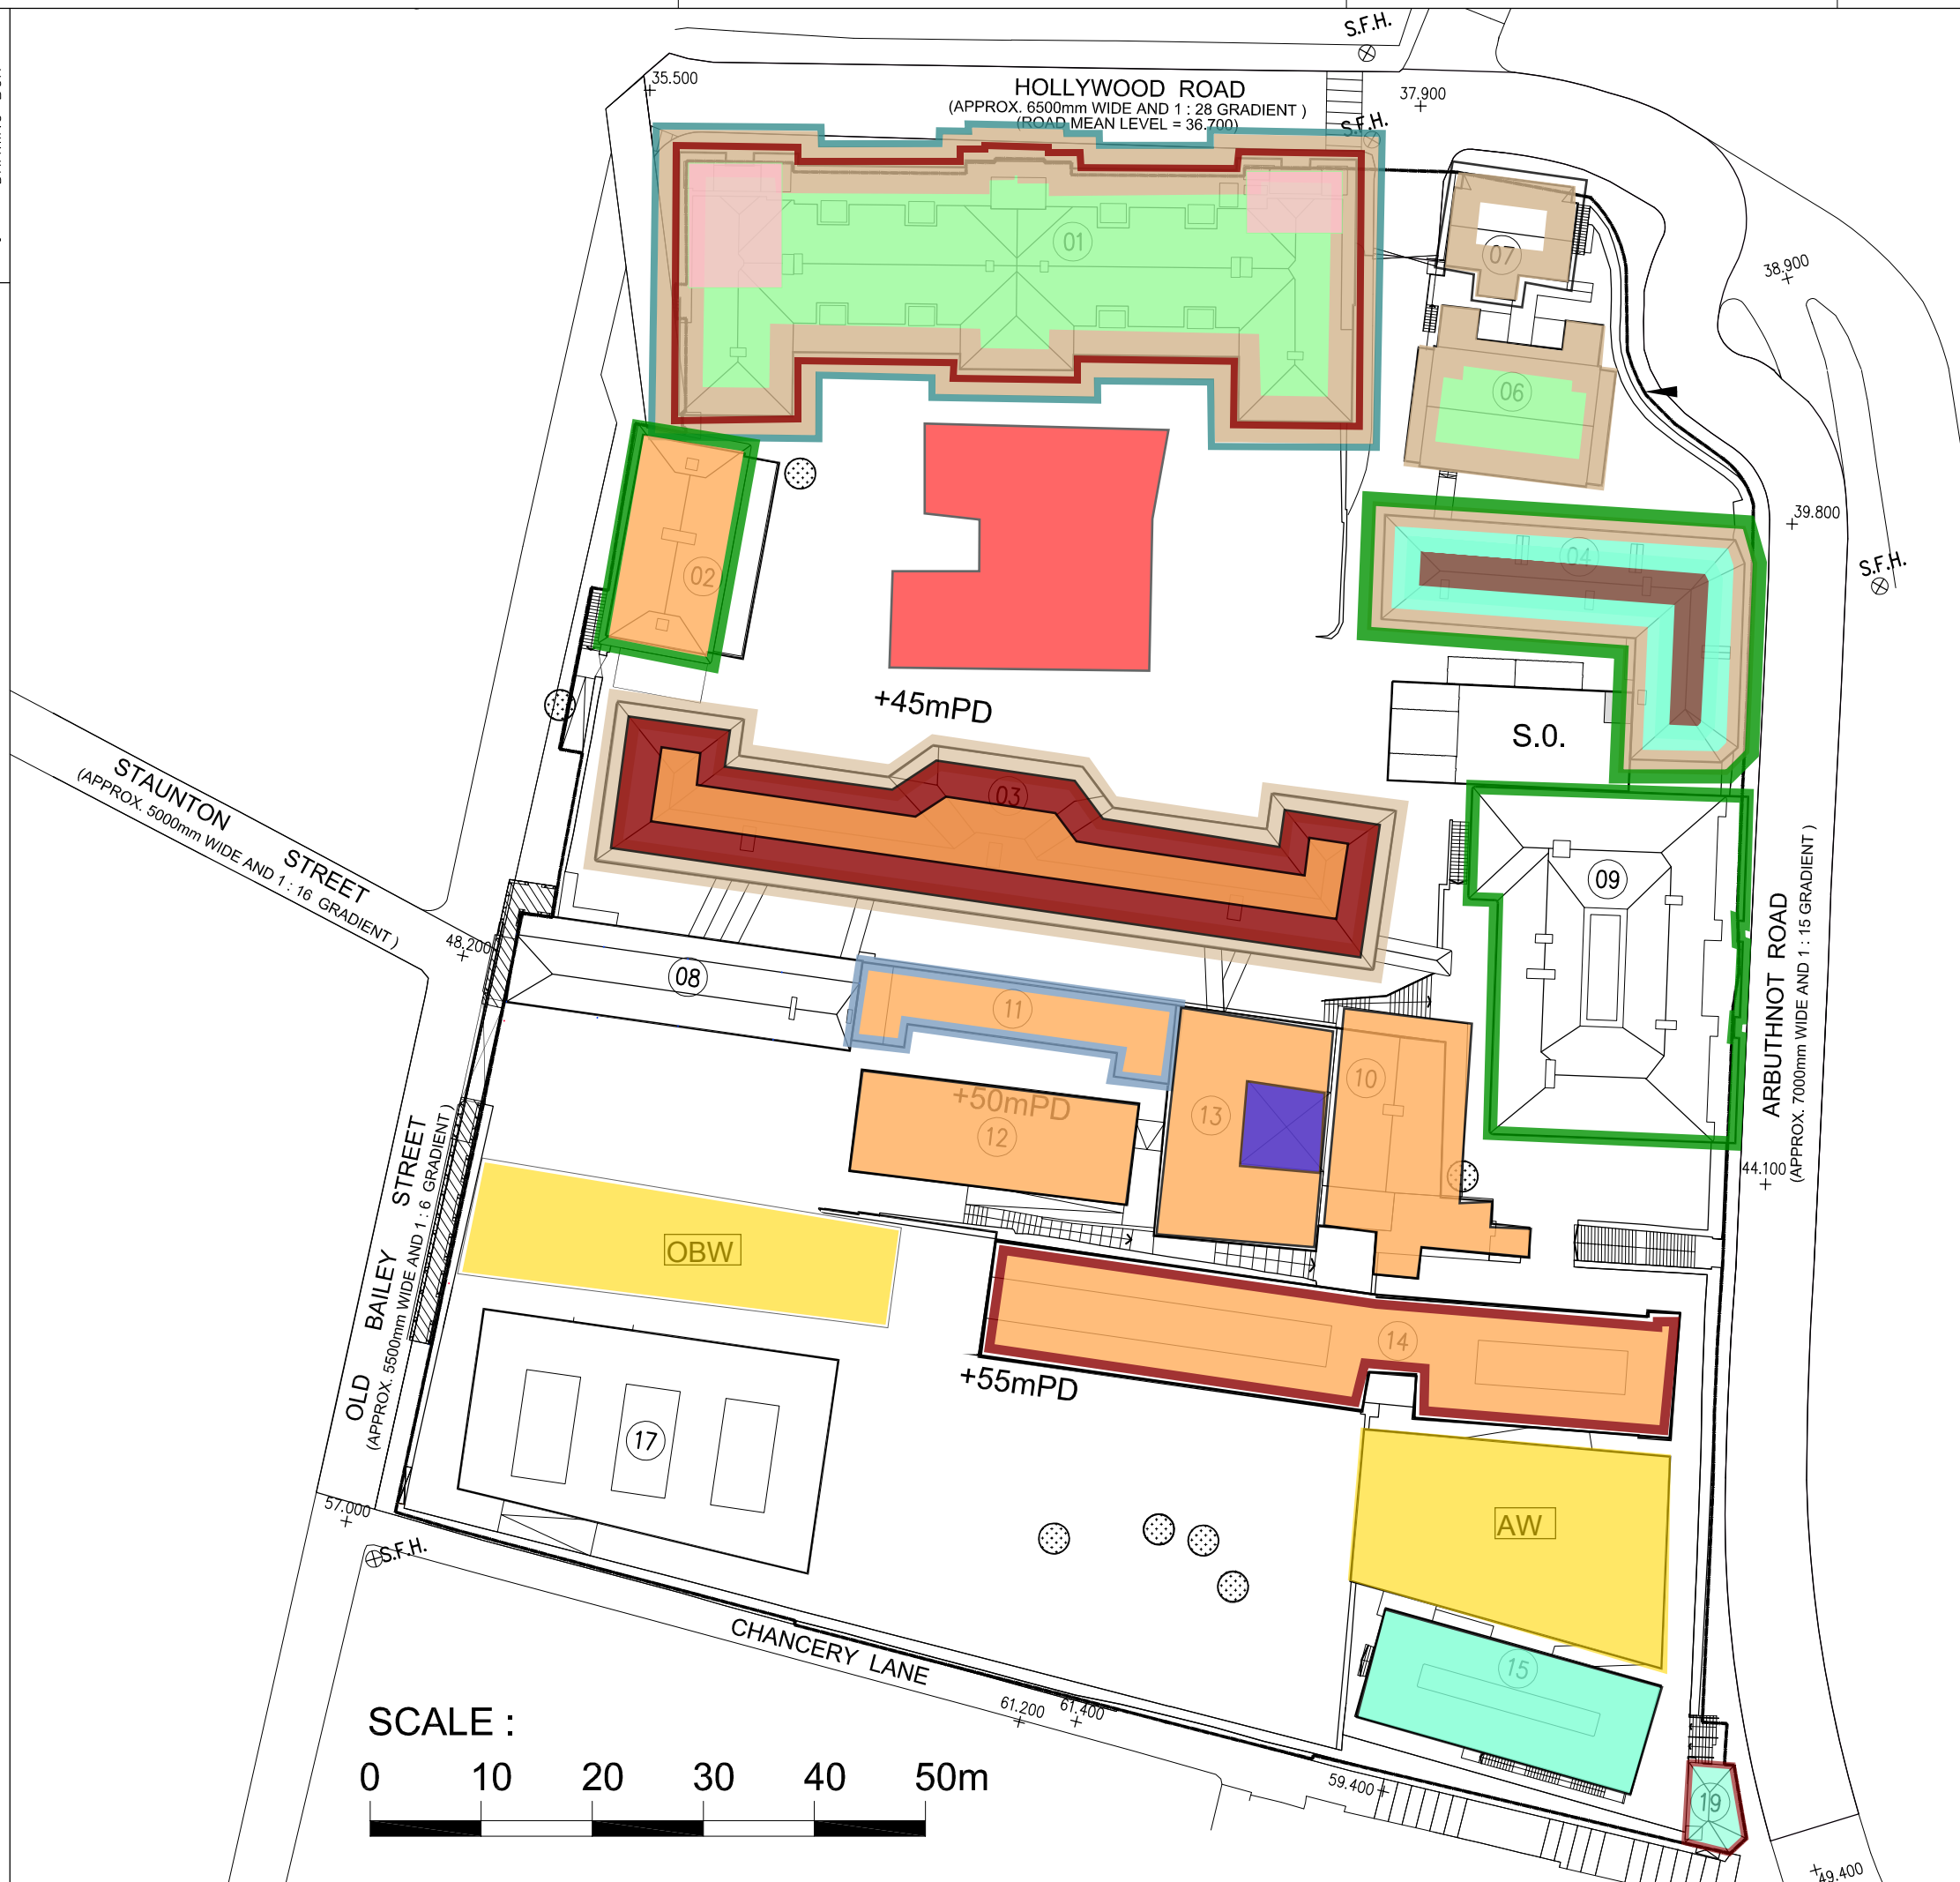 S.F.H.
35.500
HOLLYWOOD ROAD
(APPROX. 6500mm WIDE AND 1 : 28 GRADIENT )
(ROAD MEAN LEVEL = 36.700)
37.900
S.F.H.
01
07
38.900
06
39.800
04
S.F.H.
02
+45mPD
S.O.
STAUNTON STREET
(APPROX. 5000mm WIDE AND 1 : 16 GRADIENT )
03
09
48.200
08
11
ARBUTHNOT ROAD
(APPROX. 7000mm WIDE AND 1 : 15 GRADIENT )
10
+50mPD
13
12
44.100
OLD BAILEY STREET
(APPROX. 5500mm WIDE AND 1 : 6 GRADIENT )
OBW
14
+55mPD
17
57.000
AW
S.F.H.
CHANCERY LANE
15
61.200
61.400
SCALE :
59.400
0 10 20 30 40 50m
19
49.400